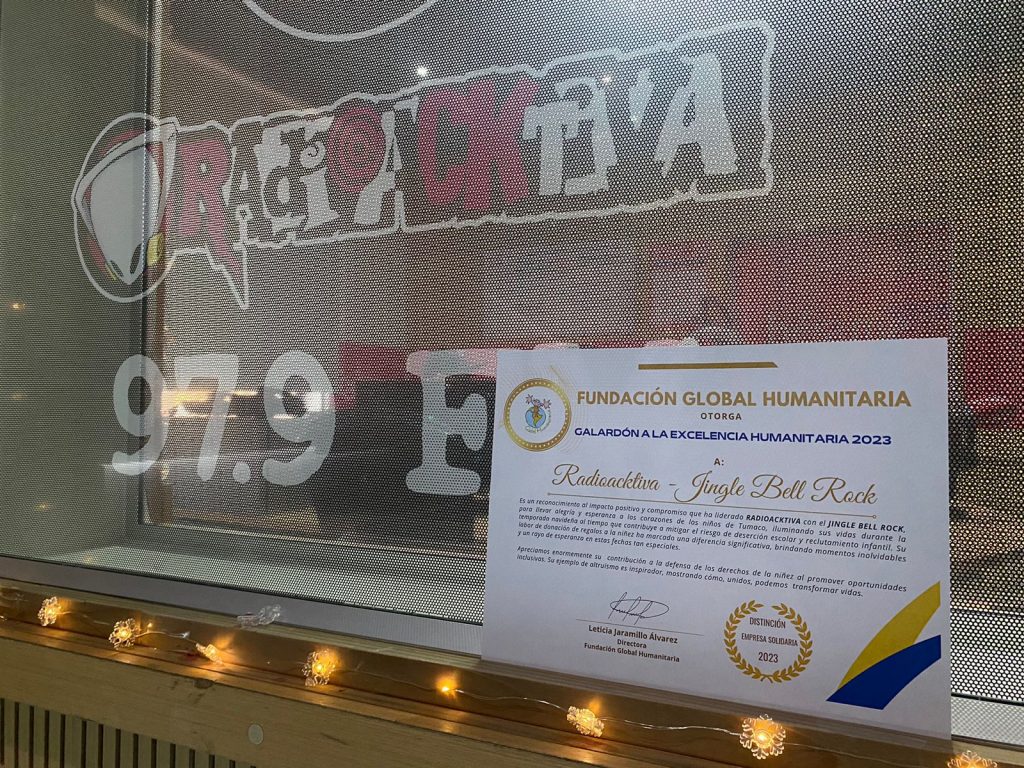 RADIOACKTIVA
97.9 F
FUNDACIÓN GLOBAL HUMANITARIA
OTORGA
GALARDÓN A LA EXCELENCIA HUMANITARIA 2023
A:
Radioacktiva - Jingle Bell Rock
Es un reconocimiento al impacto positivo y compromiso que ha liderado RADIOACKTIVA con el JINGLE BELL ROCK,
para llevar alegría y esperanza a los corazones de los niños de Tumaco, iluminando sus vidas durante la
temporada navideña al tiempo que contribuye a mitigar el riesgo de deserción escolar y reclutamiento infantil. Su
labor de donación de regalos a la niñez ha marcado una diferencia significativa, brindando momentos inolvidables
y un rayo de esperanza en estas fechas tan especiales.
Apreciamos enormemente su contribución a la defensa de los derechos de la niñez al promover oportunidades
inclusivas. Su ejemplo de altruismo es inspirador, mostrando cómo, unidos, podemos transformar vidas.
Leticia Jaramillo Álvarez
Directora
Fundación Global Humanitaria
DISTINCIÓN
EMPRESA SOLIDARIA
2023